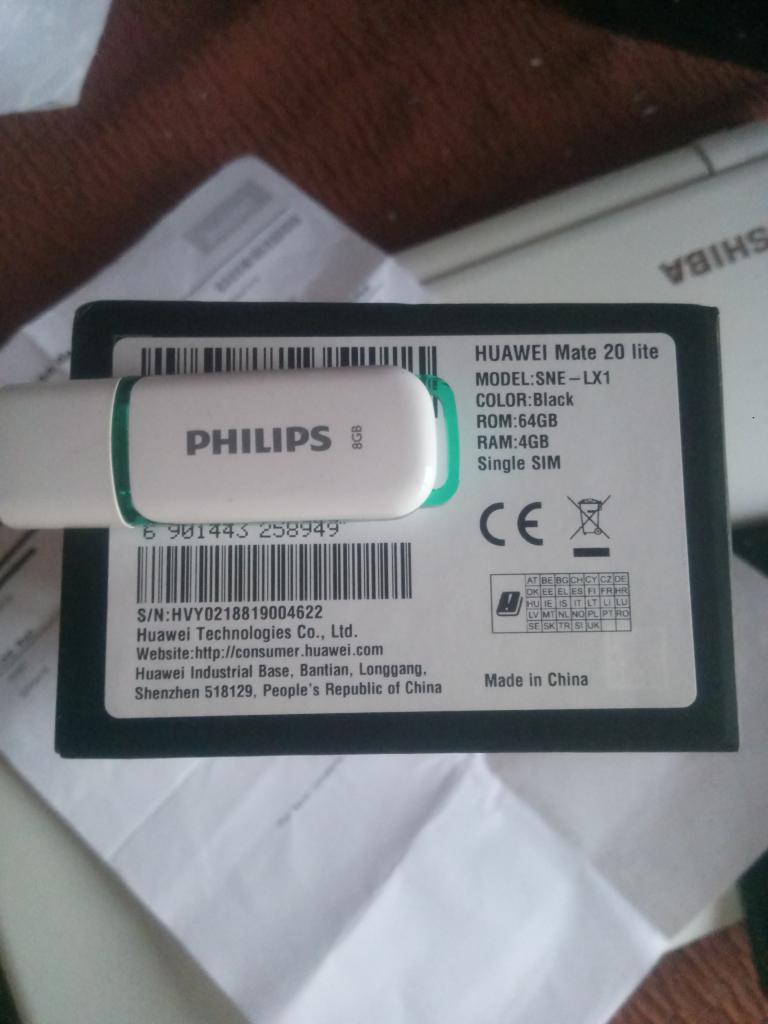 SHIBA
HUAWEI Mate 20 lite
MODEL:SNE-LX1
COLOR:Black
ROM:64GB
RAM:4GB
Single SIM
PHILIPS 8GB
6 901443 258949
S/N:HVY0218819004622
Huawei Technologies Co., Ltd.
Website:http://consumer.huawei.com
Huawei Industrial Base, Bantian, Longgang,
Shenzhen 518129, People's Republic of China
AT BE BG CH CY CZ DE
DK EE EL ES FI FR HR
HU IE IS IT LT LI LU
LV MT NL NO PL PT RO
SE SK TR SI UK
Made in China